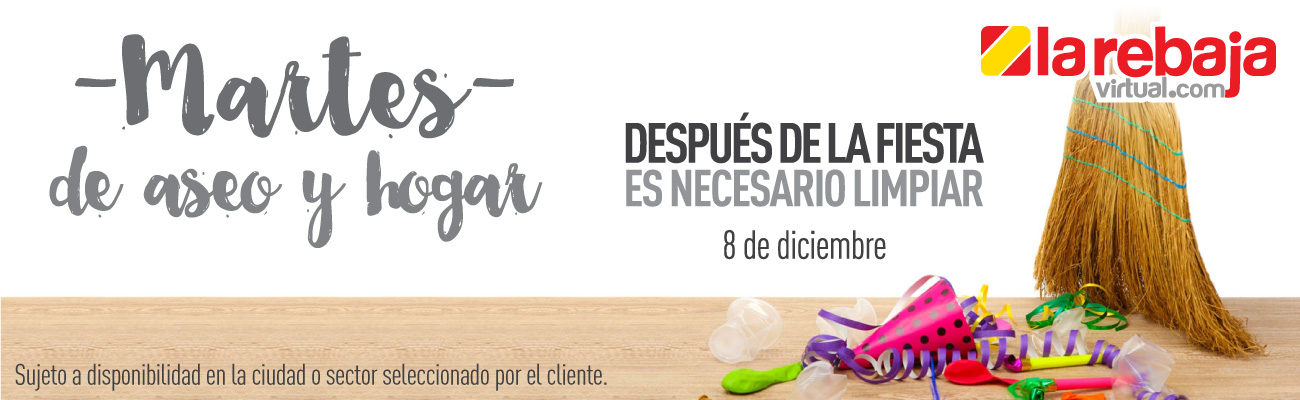 -Martes-
de aseo y hogar
DESPUÉS DE LA FIESTA
ES NECESARIO LIMPIAR
8 de diciembre
larebaja
virtual.com
Sujeto a disponibilidad en la ciudad o sector seleccionado por el cliente.